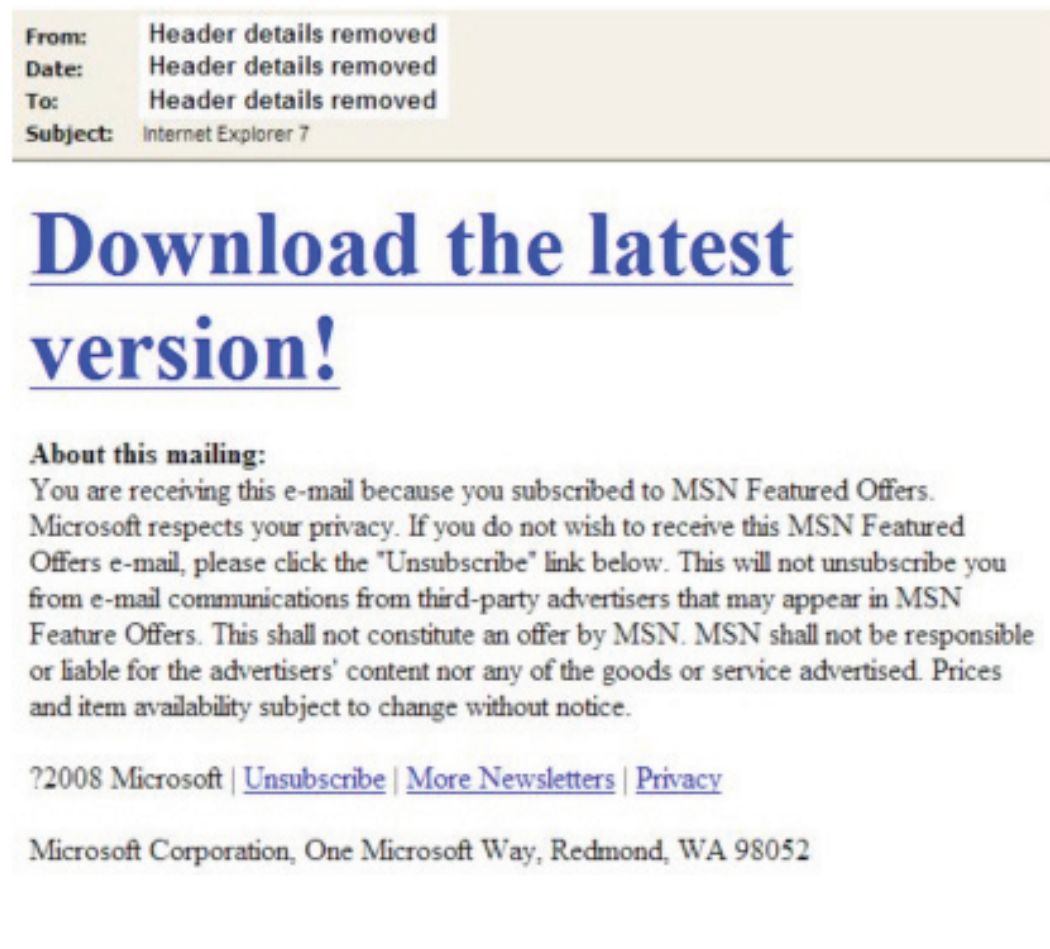 From: Header details removed
Date: Header details removed
To: Header details removed
Subject: Internet Explorer 7
Download the latest
version!
About this mailing:
You are receiving this e-mail because you subscribed to MSN Featured Offers.
Microsoft respects your privacy. If you do not wish to receive this MSN Featured
Offers e-mail, please click the "Unsubscribe" link below. This will not unsubscribe you
from e-mail communications from third-party advertisers that may appear in MSN
Feature Offers. This shall not constitute an offer by MSN. MSN shall not be responsible
or liable for the advertisers' content nor any of the goods or service advertised. Prices
and item availability subject to change without notice.
?2008 Microsoft | Unsubscribe | More Newsletters | Privacy
Microsoft Corporation, One Microsoft Way, Redmond, WA 98052